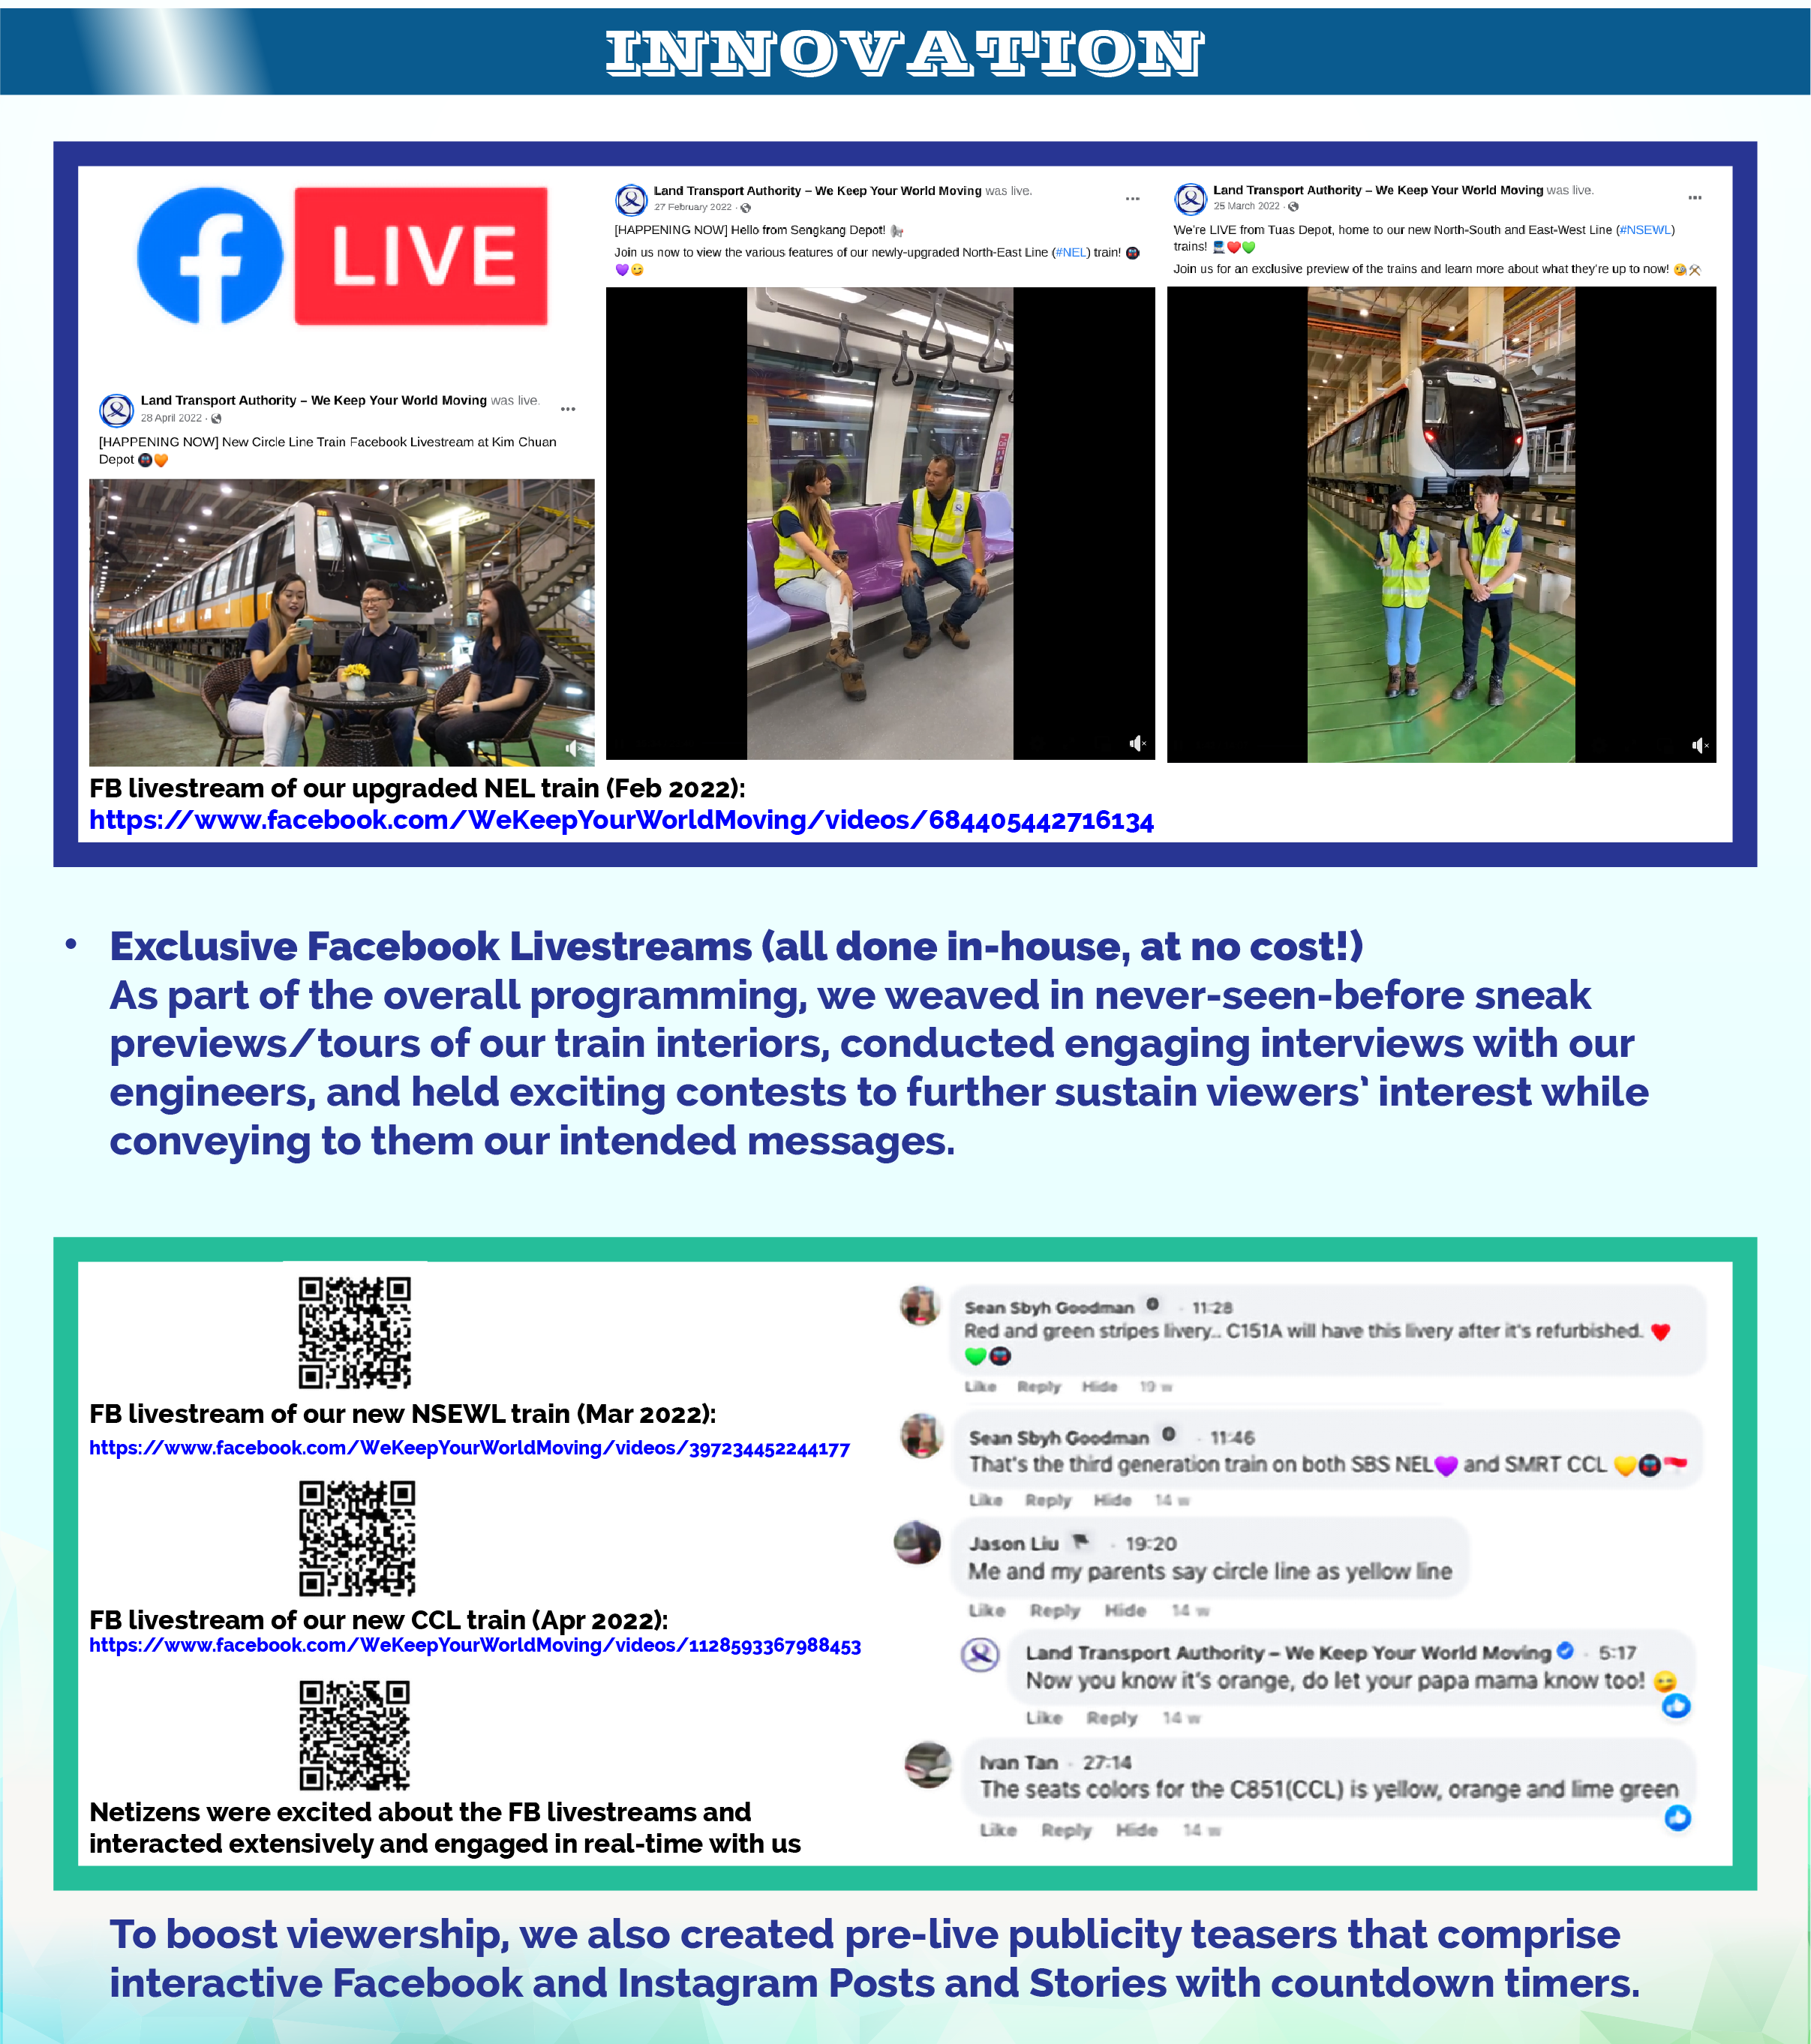 INNOVATION
LIVE
Land Transport Authority – We Keep Your World Moving was live.
28 April 2022 ·
[HAPPENING NOW] New Circle Line Train Facebook Livestream at Kim Chuan
Depot
Land Transport Authority – We Keep Your World Moving was live.
27 February 2022 ·
[HAPPENING NOW] Hello from Sengkang Depot!
Join us now to view the various features of our newly-upgraded North-East Line (#NEL) train!
Land Transport Authority – We Keep Your World Moving was live.
25 March 2022 ·
We're LIVE from Tuas Depot, home to our new North-South and East-West Line (#NSEWL)
trains!
Join us for an exclusive preview of the trains and learn more about what they're up to now!
FB livestream of our upgraded NEL train (Feb 2022):
https://www.facebook.com/WeKeepYourWorldMoving/videos/684405442716134
• Exclusive Facebook Livestreams (all done in-house, at no cost!)
As part of the overall programming, we weaved in never-seen-before sneak
previews/tours of our train interiors, conducted engaging interviews with our
engineers, and held exciting contests to further sustain viewers' interest while
conveying to them our intended messages.
FB livestream of our new NSEWL train (Mar 2022):
https://www.facebook.com/WeKeepYourWorldMoving/videos/397234452244177
FB livestream of our new CCL train (Apr 2022):
https://www.facebook.com/WeKeepYourWorldMoving/videos/1128593367988453
Netizens were excited about the FB livestreams and
interacted extensively and engaged in real-time with us
Sean Sbyh Goodman · 11:28
Red and green stripes livery... C151A will have this livery after it's refurbished. ❤️
💚
Like Reply Hide 19 w
Sean Sbyh Goodman · 11:46
That's the third generation train on both SBS NEL💜 and SMRT CCL 💛
Like Reply Hide 14 w
Jason Liu · 19:20
Me and my parents say circle line as yellow line
Like Reply Hide 14 w
Land Transport Authority – We Keep Your World Moving · 5:17
Now you know it's orange, do let your papa mama know too!
Like Reply 14 w
Ivan Tan · 27:14
The seats colors for the C851(CCL) is yellow, orange and lime green
Like Reply Hide 14 w
To boost viewership, we also created pre-live publicity teasers that comprise
interactive Facebook and Instagram Posts and Stories with countdown timers.